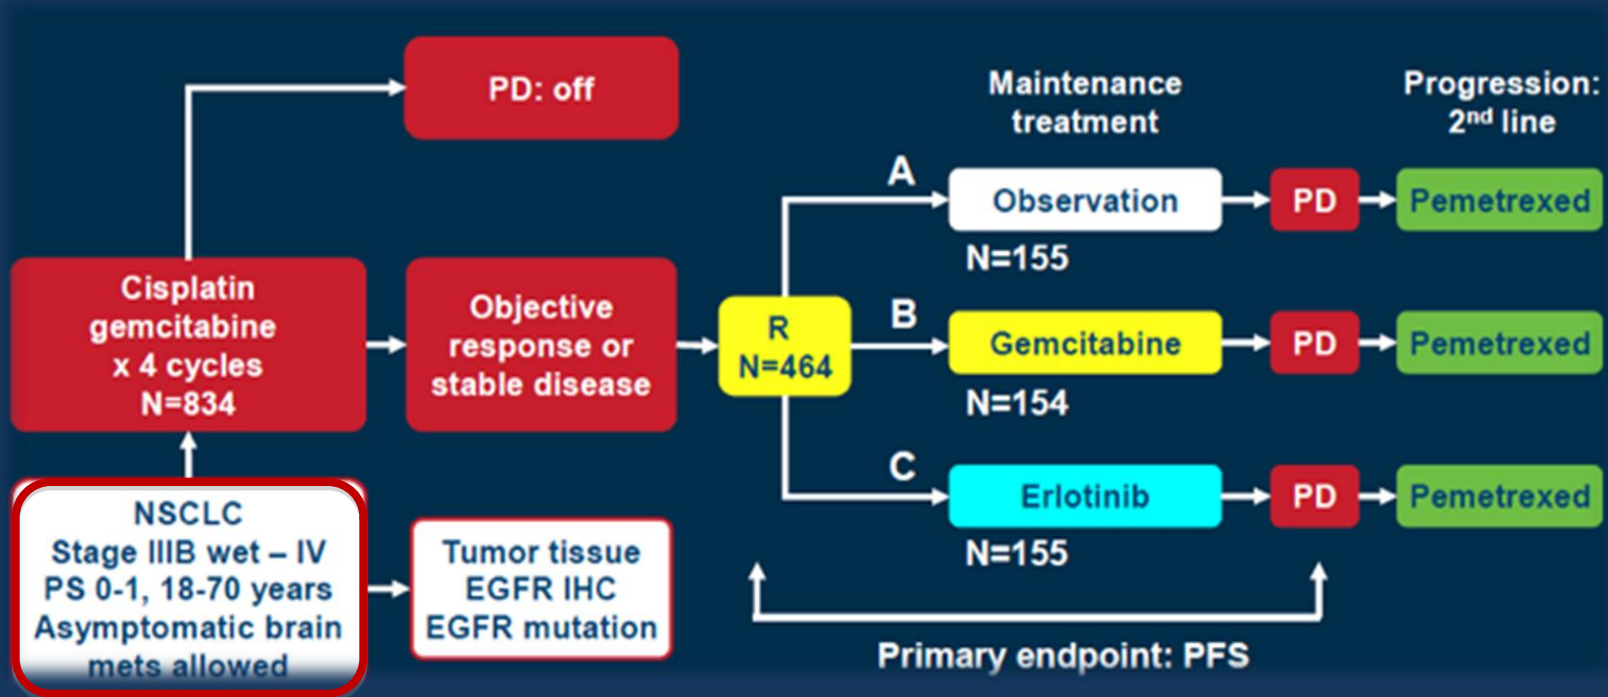 PD: off
Maintenance
treatment
Progression:
2nd line
A
Observation
PD
Pemetrexed
N=155
Cisplatin
gemcitabine
x 4 cycles
N=834
Objective
response or
stable disease
R
N=464
B
Gemcitabine
PD
Pemetrexed
N=154
C
Erlotinib
PD
Pemetrexed
N=155
NSCLC
Stage IIIB wet – IV
PS 0-1, 18-70 years
Asymptomatic brain
mets allowed
Tumor tissue
EGFR IHC
EGFR mutation
Primary endpoint: PFS